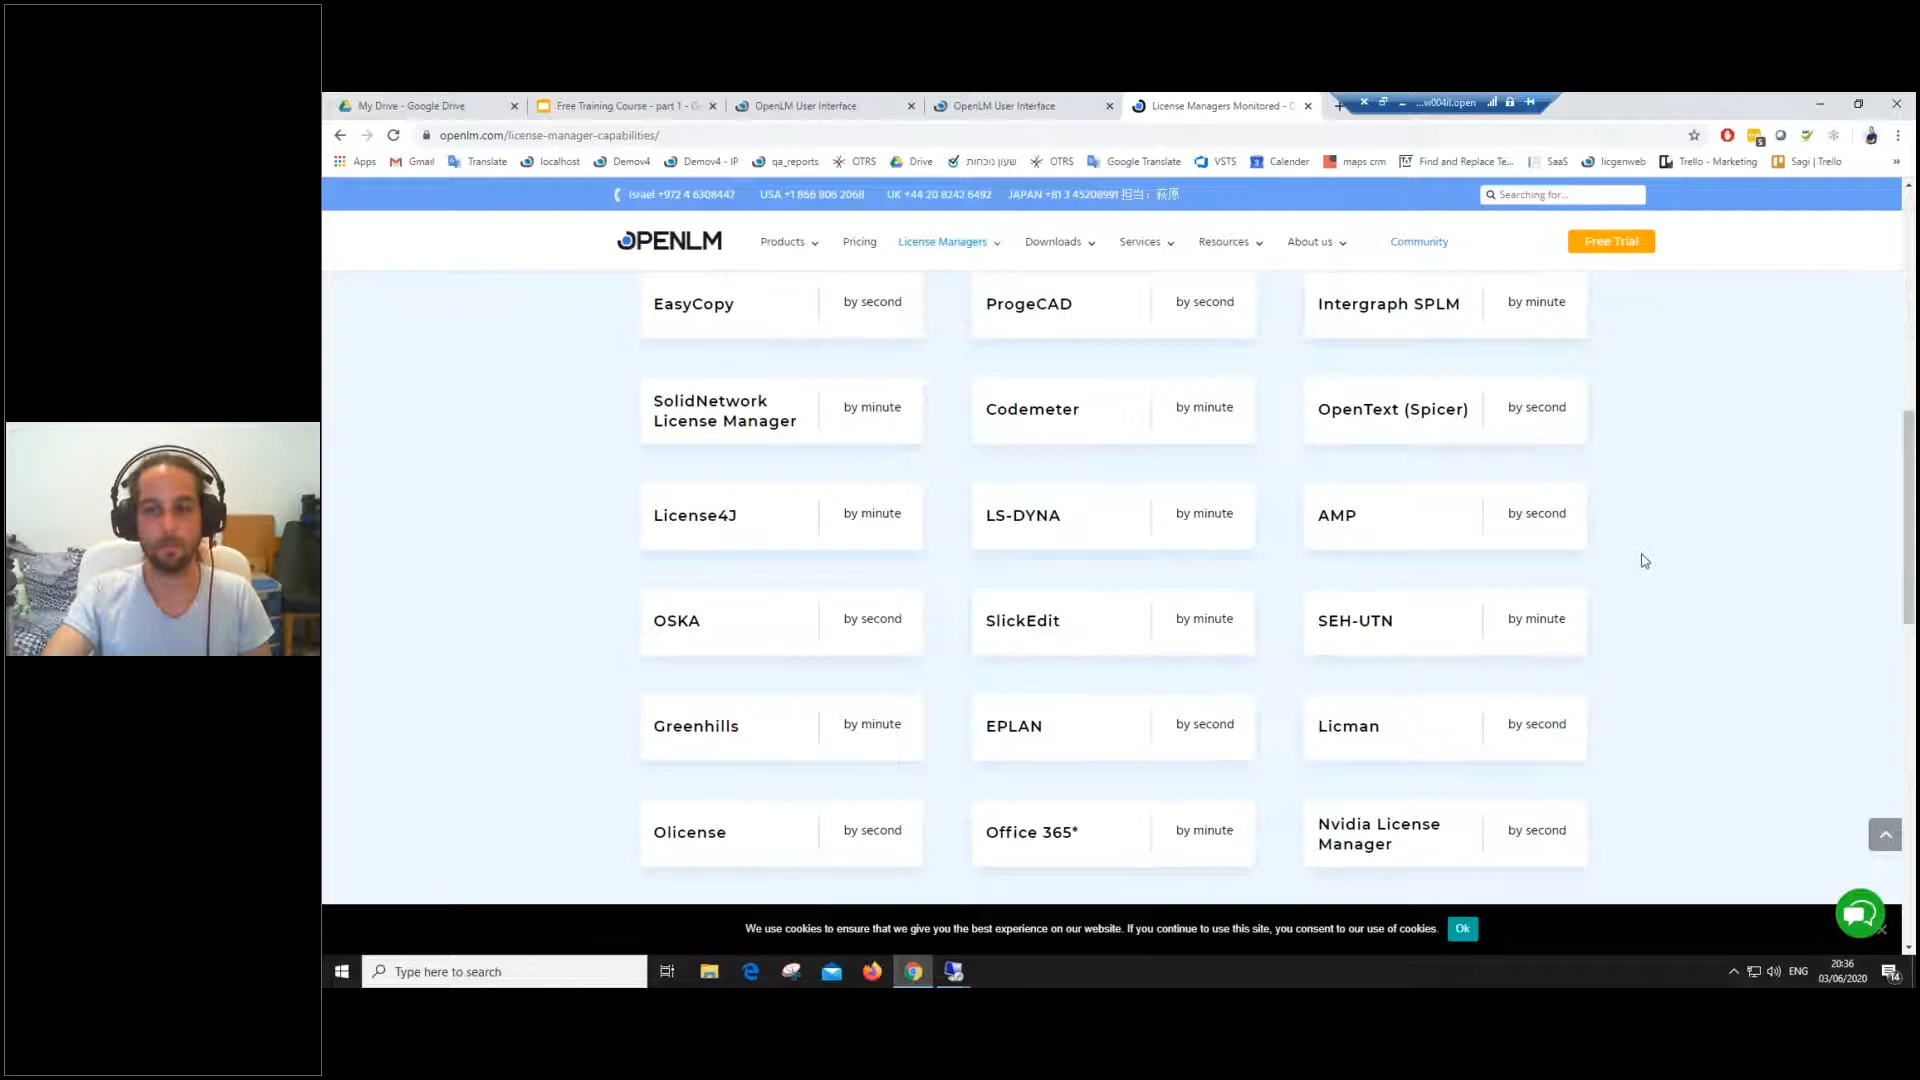 My Drive - Google Drive
Free Training Course - part 1 - G
OpenLM User Interface
OpenLM User Interface
License Managers Monitored -
...w004il.open
openlm.com/license-manager-capabilities/
Apps
Gmail
Translate
localhost
Demov4
Demov4 - IP
qa_reports
OTRS
Drive
שעון נוכחות
OTRS
Google Translate
VSTS
Calender
maps crm
Find and Replace Te...
SaaS
licgenweb
Trello - Marketing
Sagi | Trello
»
Israel +972 4 6308447
USA +1 866 806 2068
UK +44 20 8242 6492
JAPAN +81 3 45208991 担当：萩原
Searching for...
OPENLM
Products
Pricing
License Managers
Downloads
Services
Resources
About us
Community
Free Trial
EasyCopy
by second
ProgeCAD
by second
Intergraph SPLM
by minute
SolidNetwork
License Manager
by minute
Codemeter
by minute
OpenText (Spicer)
by second
License4J
by minute
LS-DYNA
by minute
AMP
by second
OSKA
by second
SlickEdit
by minute
SEH-UTN
by minute
Greenhills
by minute
EPLAN
by second
Licman
by second
Olicense
by second
Office 365*
by minute
Nvidia License
Manager
by second
We use cookies to ensure that we give you the best experience on our website. If you continue to use this site, you consent to our use of cookies.
Ok
Type here to search
ENG
20:36
03/06/2020
14